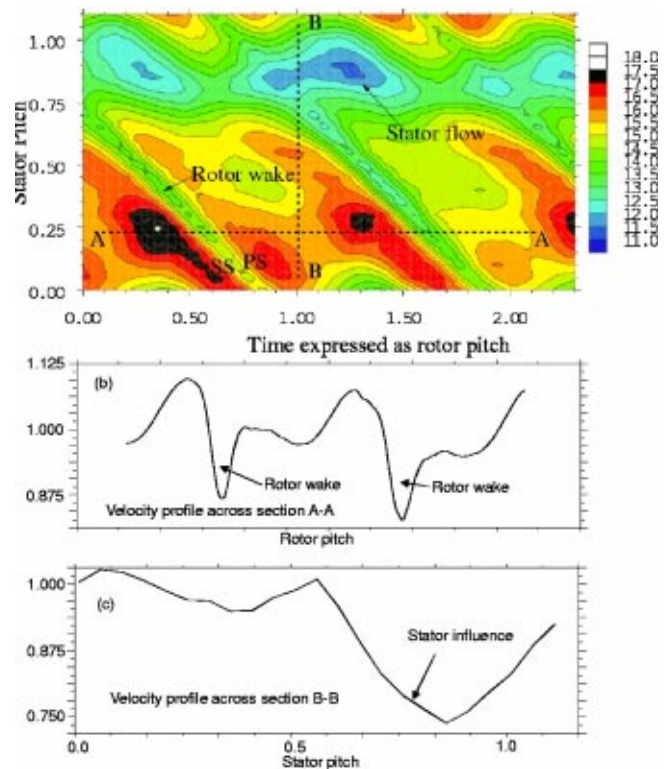 B
1.00
0.75
0.50
0.25
0.00
Stator Pitch
Stator flow
Rotor wake
A
A
SS PS
B
0.00 0.50 1.00 1.50 2.00
Time expressed as rotor pitch
18.0
17.5
17.0
16.5
16.0
15.5
15.0
14.5
14.0
13.5
13.0
12.5
12.0
11.5
11.0
1.125
(b)
1.000
0.875
Rotor wake
Rotor wake
Velocity profile across section A-A
Rotor pitch
1.000
(c)
0.875
0.750
Stator influence
Velocity profile across section B-B
0.0 0.5 1.0
Stator pitch